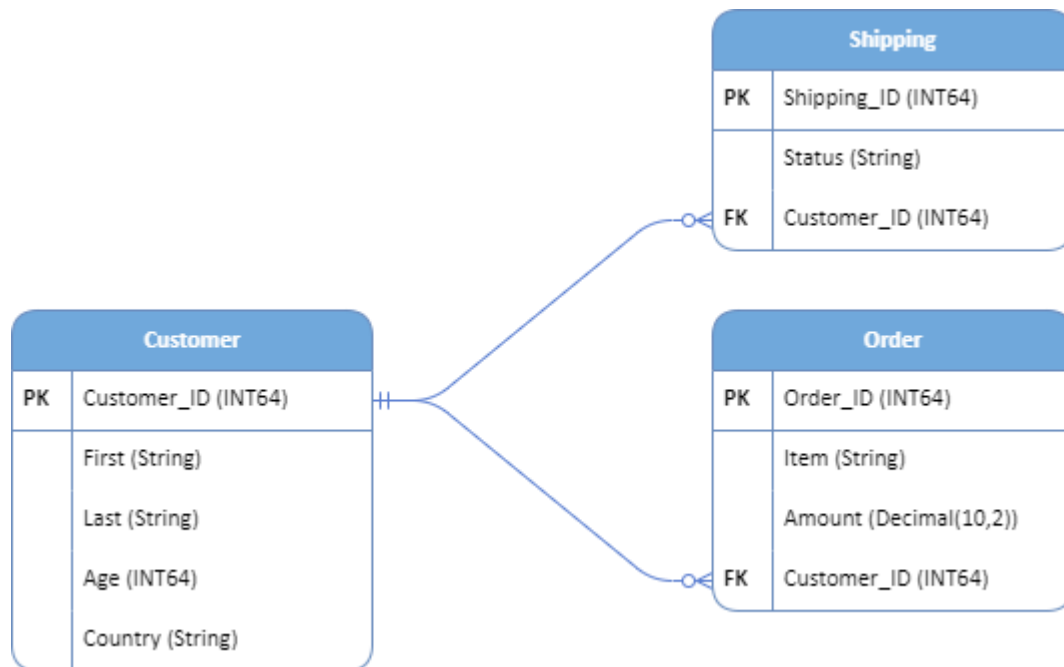 Shipping
PK Shipping_ID (INT64)
Status (String)
FK Customer_ID (INT64)
Customer
PK Customer_ID (INT64)
First (String)
Last (String)
Age (INT64)
Country (String)
Order
PK Order_ID (INT64)
Item (String)
Amount (Decimal(10,2))
FK Customer_ID (INT64)